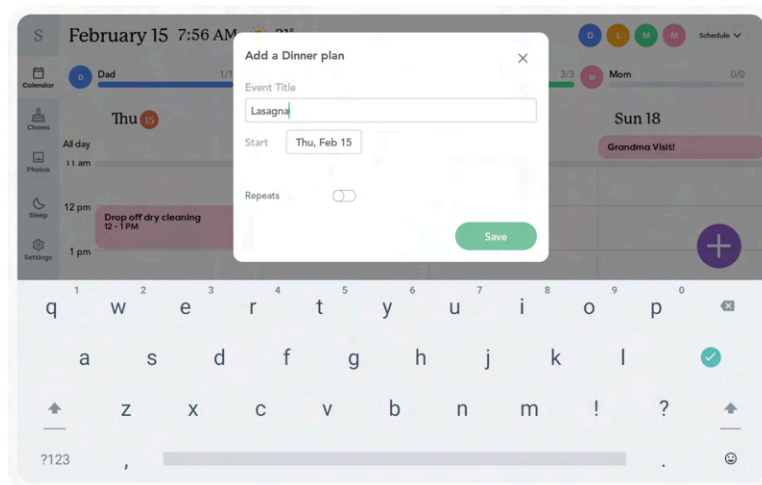 S
February 15 7:56 AM
D L M M Schedule
Calendar
D Dad 1/1
3/3 M Mom 0/0
Thu 15
Sun 18
Chores
All day
Grandma Visit!
11 am
Photos
12 pm
Drop off dry cleaning
12 - 1 PM
Sleep
1 pm
Settings
Add a Dinner plan
Event Title
Lasagna
Start Thu, Feb 15
Repeats
Save
1 2 3 4 5 6 7 8 9 0
q w e r t y u i o p
a s d f g h j k l
z x c v b n m ! ?
?123 , .